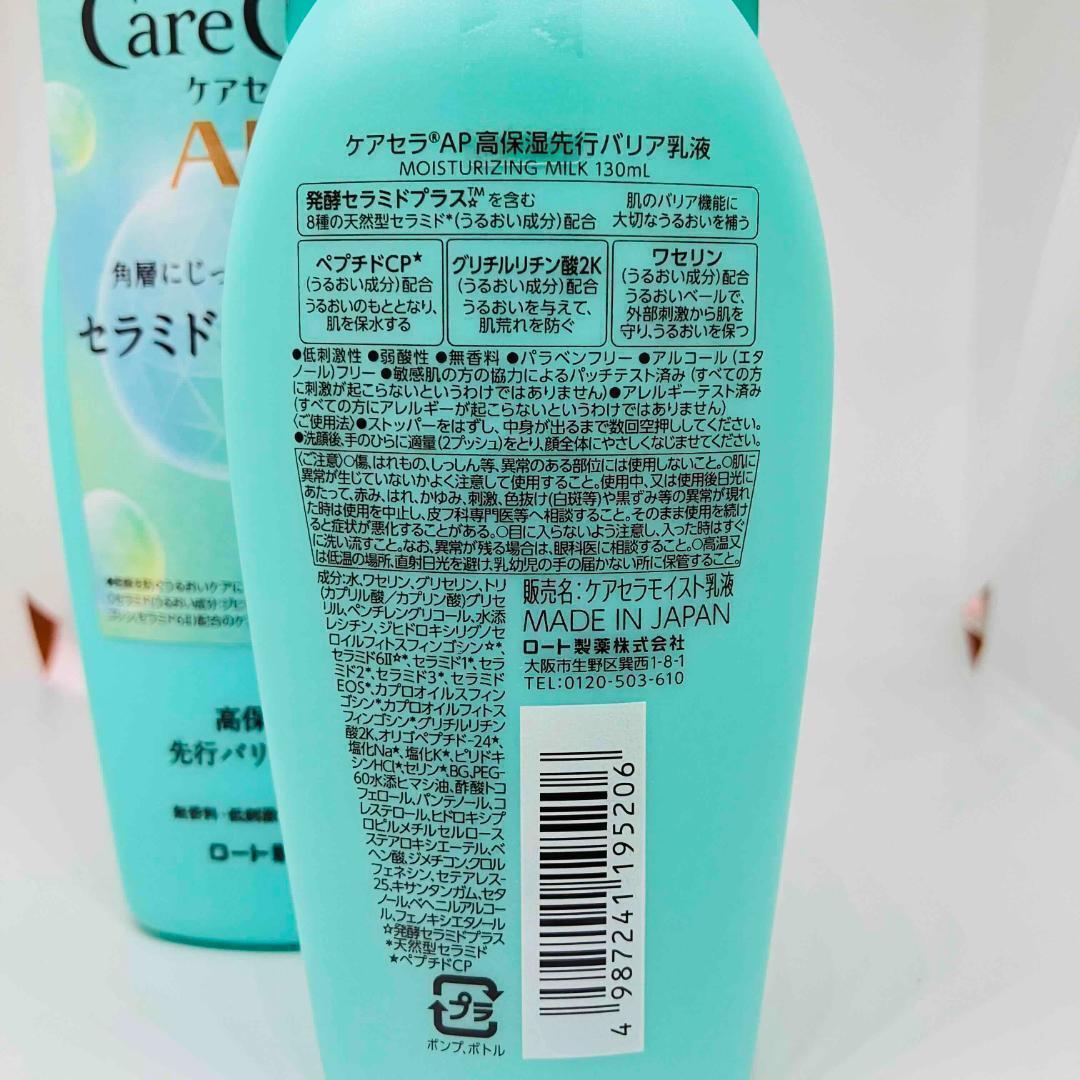 Care
ケアセ
A
角層にじっ
セラミド
高保
先行バリ
無香料・低刺激
ロート製
ケアセラ®AP高保湿先行バリア乳液
MOISTURIZING MILK 130mL
発酵セラミドプラス™☆を含む
8種の天然型セラミド*(うるおい成分)配合
肌のバリア機能に
大切なうるおいを補う
ペプチドCP★
(うるおい成分)配合
うるおいのもととなり、
肌を保水する
グリチルリチン酸2K
(うるおい成分)配合
うるおいを与えて、
肌荒れを防ぐ
ワセリン
(うるおい成分)配合
うるおいベールで、
外部刺激から肌を
守り、うるおいを保つ
●低刺激性 ●弱酸性 ●無香料 ●パラベンフリー ●アルコール(エタ
ノール)フリー ●敏感肌の方の協力によるパッチテスト済み(すべての方
に刺激が起こらないというわけではありません)●アレルギーテスト済み
(すべての方にアレルギーが起こらないというわけではありません)
〈ご使用法〉●ストッパーをはずし、中身が出るまで数回空押ししてください。
●洗顔後、手のひらに適量(2プッシュ)をとり、顔全体にやさしくなじませてください。
〈ご注意〉○傷、はれもの、しっしん等、異常のある部位には使用しないこと。○肌に
異常が生じていないかよく注意して使用すること。使用中、又は使用後日光に
あたって、赤み、はれ、かゆみ、刺激、色抜け(白斑等)や黒ずみ等の異常が現れ
た時は使用を中止し、皮フ科専門医等へ相談すること。そのまま使用を続け
ると症状が悪化することがある。○目に入らないよう注意し、入った時はすぐ
に洗い流すこと。なお、異常が残る場合は、眼科医に相談すること。○高温又
は低温の場所、直射日光を避け、乳幼児の手の届かない所に保管すること。
成分:水、ワセリン、グリセリン、トリ
(カプリル酸/カプリン酸)グリセ
リル、ペンチレングリコール、水添
レシチン、ジヒドロキシリグノセ
ロイルフィトスフィンゴシン☆*、
セラミド6Ⅱ☆*、セラミド1*、セラ
ミド2*、セラミド3*、セラミド
EOS*、カプロオイルスフィン
ゴシン*、カプロオイルフィトス
フィンゴシン*、グリチルリチン
酸2K、オリゴペプチド-24★、
塩化Na★、塩化K★、ピリドキ
シンHCl★、セリン★、BG、PEG-
60水添ヒマシ油、酢酸トコ
フェロール、パンテノール、コ
レステロール、ヒドロキシプ
ロピルメチルセルロース
ステアロキシエーテル、ベ
ヘン酸、ジメチコン、クロル
フェネシン、セテアレス-
25、キサンタンガム、セタ
ノール、ベヘニルアルコー
ル、フェノキシエタノール
☆発酵セラミドプラス
*天然型セラミド
★ペプチドCP
販売名:ケアセラモイスト乳液
MADE IN JAPAN
ロート製薬株式会社
大阪市生野区巽西1-8-1
TEL:0120-503-610
4 987241 195206
プラ
ポンプ、ボトル